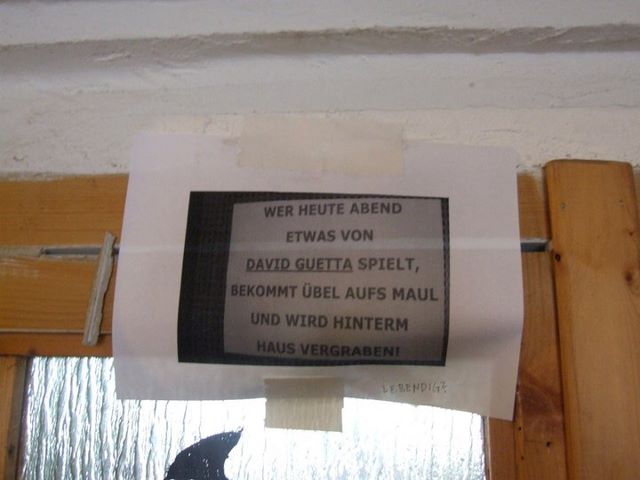 WER HEUTE ABEND
ETWAS VON
DAVID GUETTA SPIELT,
BEKOMMT ÜBEL AUFS MAUL
UND WIRD HINTERM
HAUS VERGRABEN!
LEBENDIG!